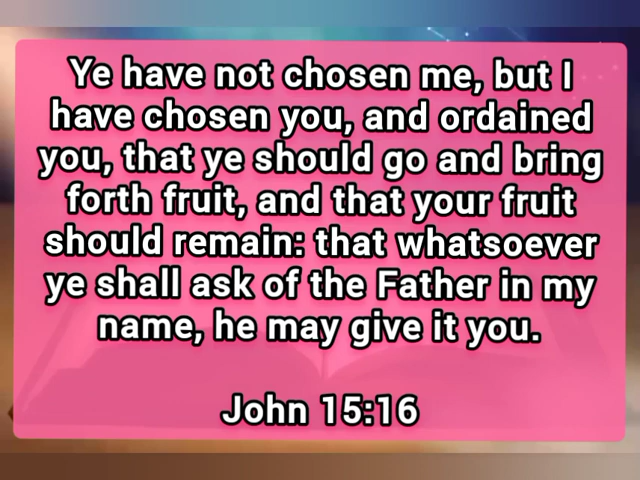 Ye have not chosen me, but I
have chosen you, and ordained
you, that ye should go and bring
forth fruit, and that your fruit
should remain: that whatsoever
ye shall ask of the Father in my
name, he may give it you.
John 15:16